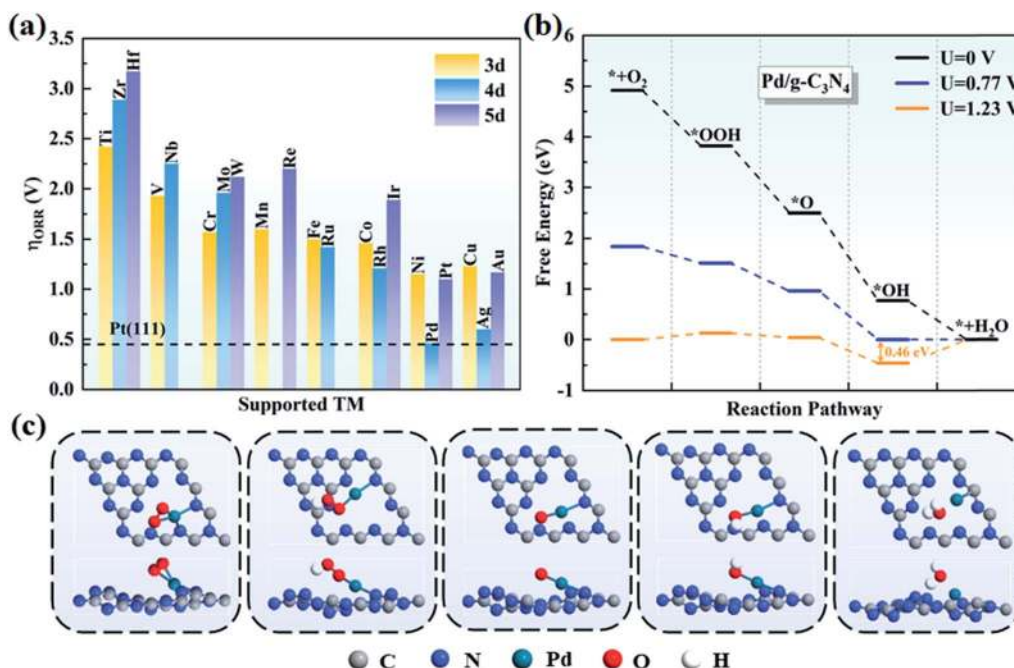 (a)
3.5
3.0
2.5
2.0
1.5
1.0
0.5
0.0
η_ORR (V)
Ti
Zr
Hf
V
Nb
Cr
Mo
W
Mn
Re
Fe
Ru
Co
Rh
Ir
Ni
Pd
Pt
Cu
Ag
Au
3d
4d
5d
Pt(111)
Supported TM
(b)
6
5
4
3
2
1
0
-1
Free Energy (eV)
*+O₂
*OOH
*O
*OH
*+H₂O
Pd/g-C₃N₄
U=0 V
U=0.77 V
U=1.23 V
0.46 eV
Reaction Pathway
(c)
C N Pd O H